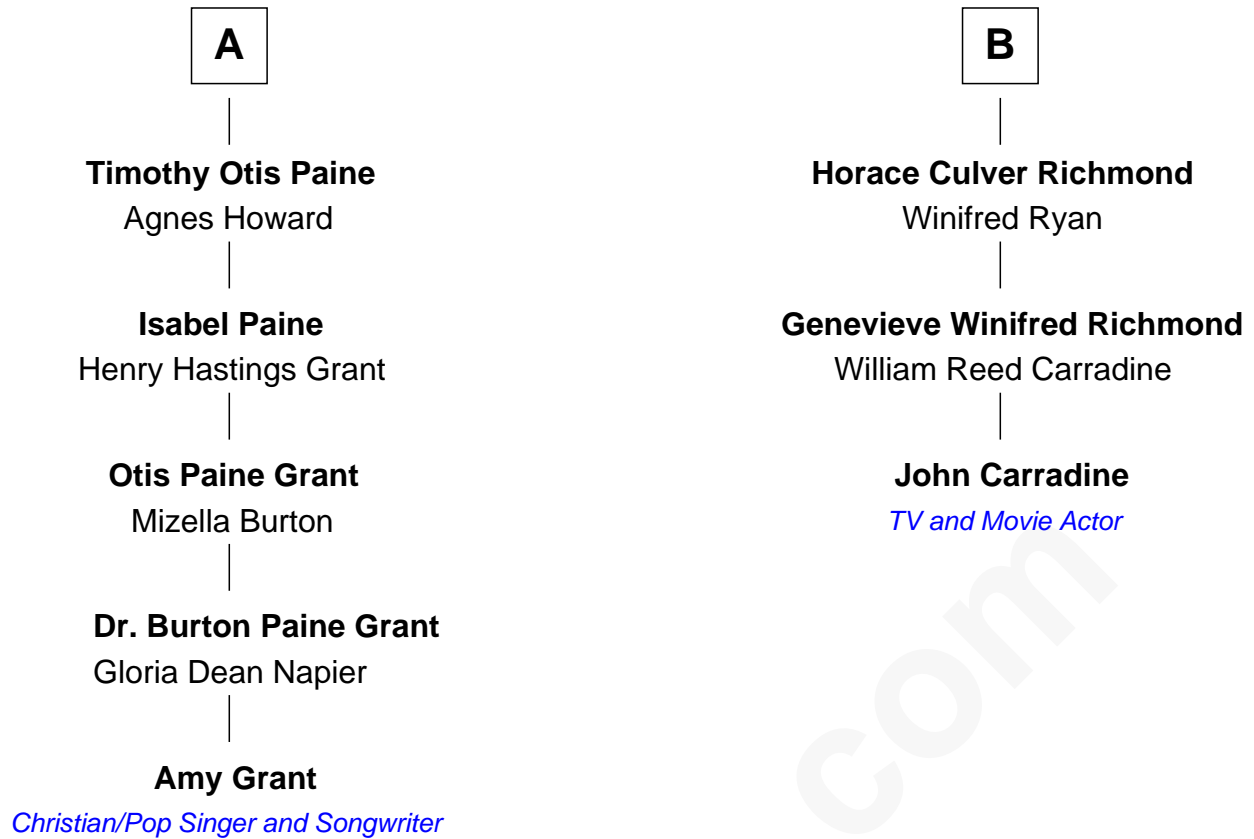 A
Timothy Otis Paine
Agnes Howard
Isabel Paine
Henry Hastings Grant
Otis Paine Grant
Mizella Burton
Dr. Burton Paine Grant
Gloria Dean Napier
Amy Grant
Christian/Pop Singer and Songwriter
B
Horace Culver Richmond
Winifred Ryan
Genevieve Winifred Richmond
William Reed Carradine
John Carradine
TV and Movie Actor
com